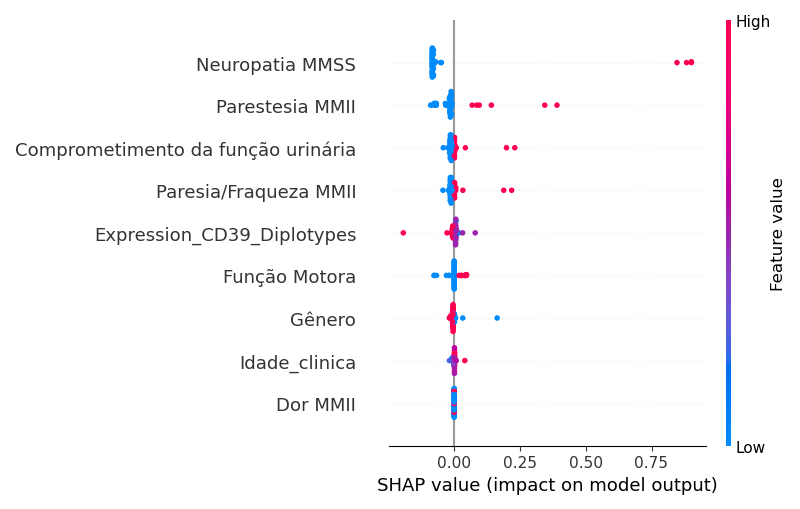 High
Neuropatia MMSS
Parestesia MMII
Comprometimento da função urinária
Paresia/Fraqueza MMII
Expression_CD39_Diplotypes
Função Motora
Gênero
Idade_clinica
Dor MMII
Feature value
Low
0.00 0.25 0.50 0.75
SHAP value (impact on model output)